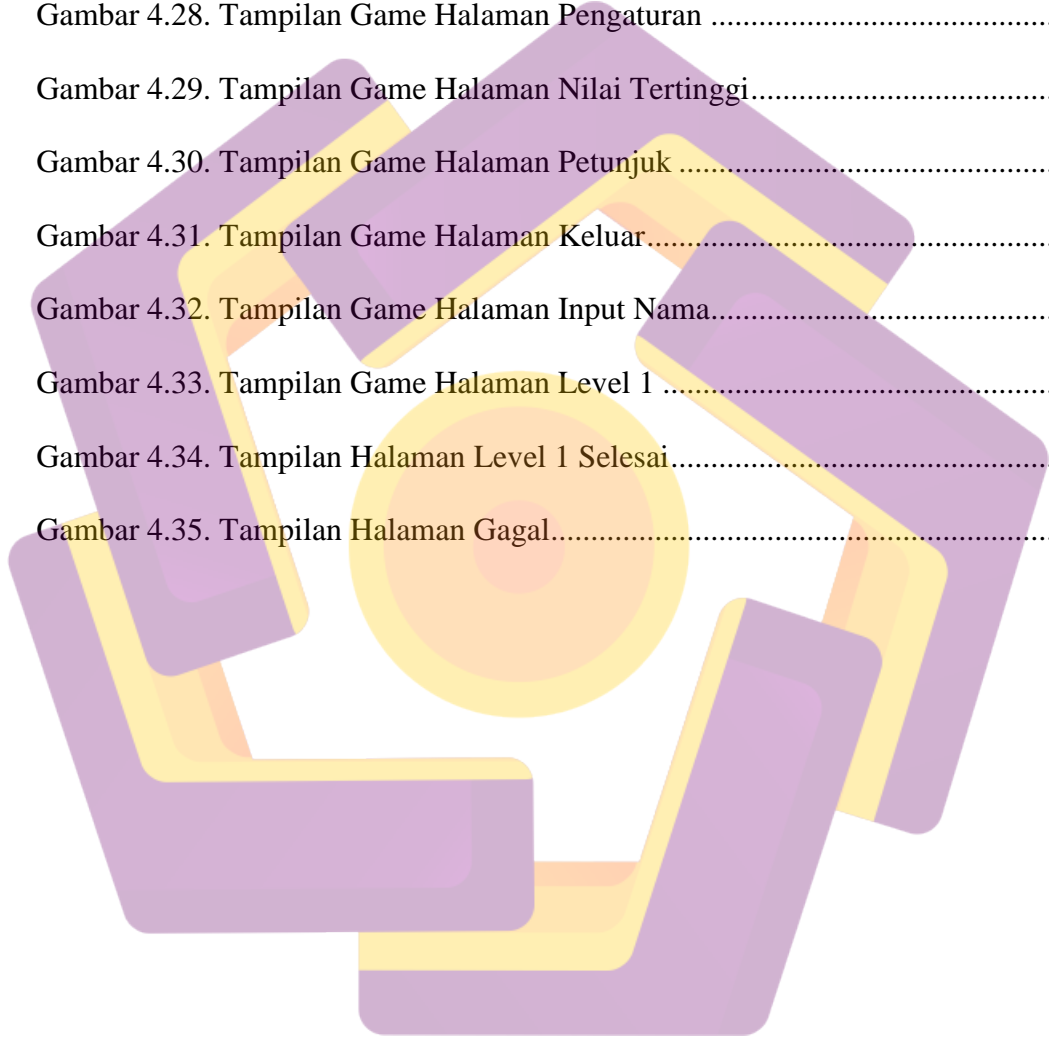 Gambar 4.28. Tampilan Game Halaman Pengaturan ........................................
Gambar 4.29. Tampilan Game Halaman Nilai Tertinggi...................................
Gambar 4.30. Tampilan Game Halaman Petunjuk ............................................
Gambar 4.31. Tampilan Game Halaman Keluar................................................
Gambar 4.32. Tampilan Game Halaman Input Nama........................................
Gambar 4.33. Tampilan Game Halaman Level 1 ..............................................
Gambar 4.34. Tampilan Halaman Level 1 Selesai.............................................
Gambar 4.35. Tampilan Halaman Gagal............................................................